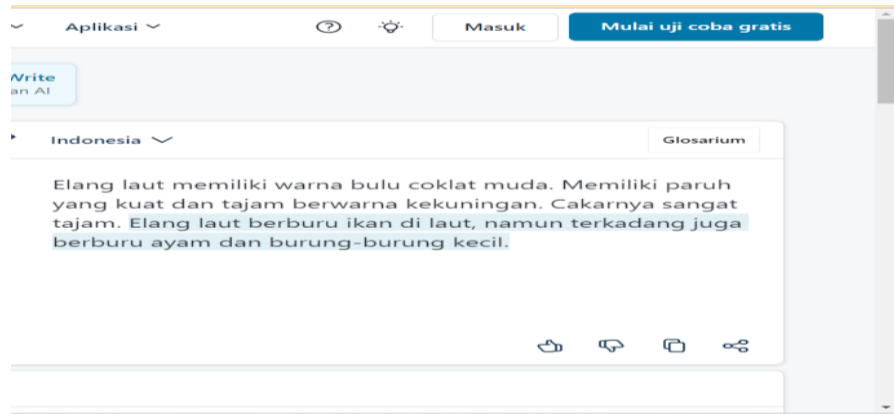 Aplikasi
Masuk
Mulai uji coba gratis
Write
an AI
Indonesia
Glosarium
Elang laut memiliki warna bulu coklat muda. Memiliki paruh
yang kuat dan tajam berwarna kekuningan. Cakarnya sangat
tajam. Elang laut berburu ikan di laut, namun terkadang juga
berburu ayam dan burung-burung kecil.